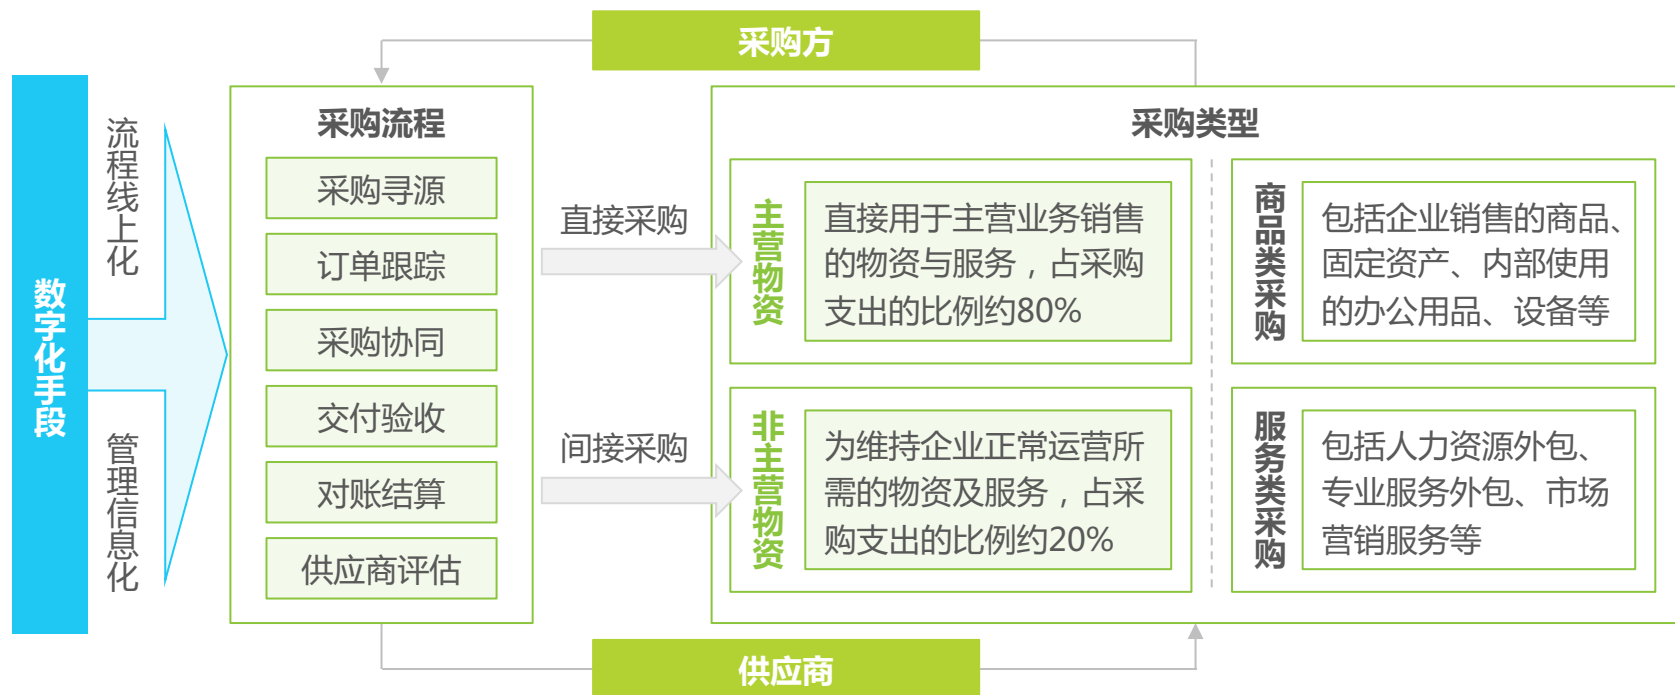 采购方
数字化手段
流程线上化
管理信息化
采购流程
采购寻源
订单跟踪
采购协同
交付验收
对账结算
供应商评估
直接采购
间接采购
采购类型
主营物资
直接用于主营业务销售
的物资与服务，占采购
支出的比例约80%
非主营物资
为维持企业正常运营所
需的物资及服务，占采
购支出的比例约20%
商品类采购
包括企业销售的商品、
固定资产、内部使用
的办公用品、设备等
服务类采购
包括人力资源外包、
专业服务外包、市场
营销服务等
供应商